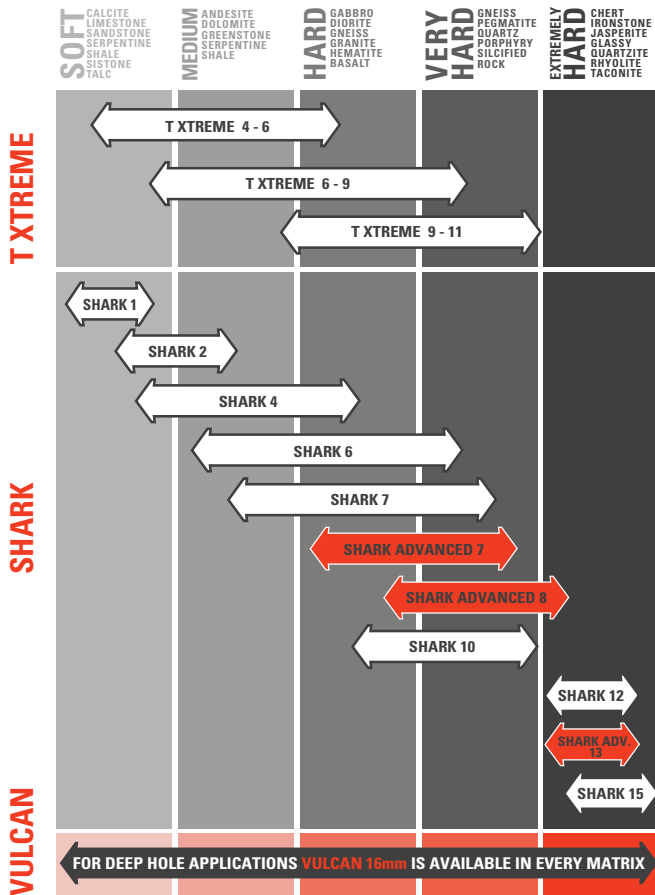 SOFT
CALCITE
LIMESTONE
SANDSTONE
SERPENTINE
SHALE
SISTONE
TALC
MEDIUM
ANDESITE
DOLOMITE
GREENSTONE
SERPENTINE
SHALE
HARD
GABBRO
DIORITE
GNEISS
GRANITE
HEMATITE
BASALT
VERY
HARD
GNEISS
PEGMATITE
QUARTZ
PORPHYRY
SILCIFIED
ROCK
EXTREMELY
HARD
CHERT
IRONSTONE
JASPERITE
GLASSY
QUARTZITE
RHYOLITE
TACONITE
T XTREME
T XTREME 4 - 6
T XTREME 6 - 9
T XTREME 9 - 11
SHARK
SHARK 1
SHARK 2
SHARK 4
SHARK 6
SHARK 7
SHARK ADVANCED 7
SHARK ADVANCED 8
SHARK 10
SHARK 12
SHARK ADV.
13
SHARK 15
VULCAN
FOR DEEP HOLE APPLICATIONS VULCAN 16mm IS AVAILABLE IN EVERY MATRIX